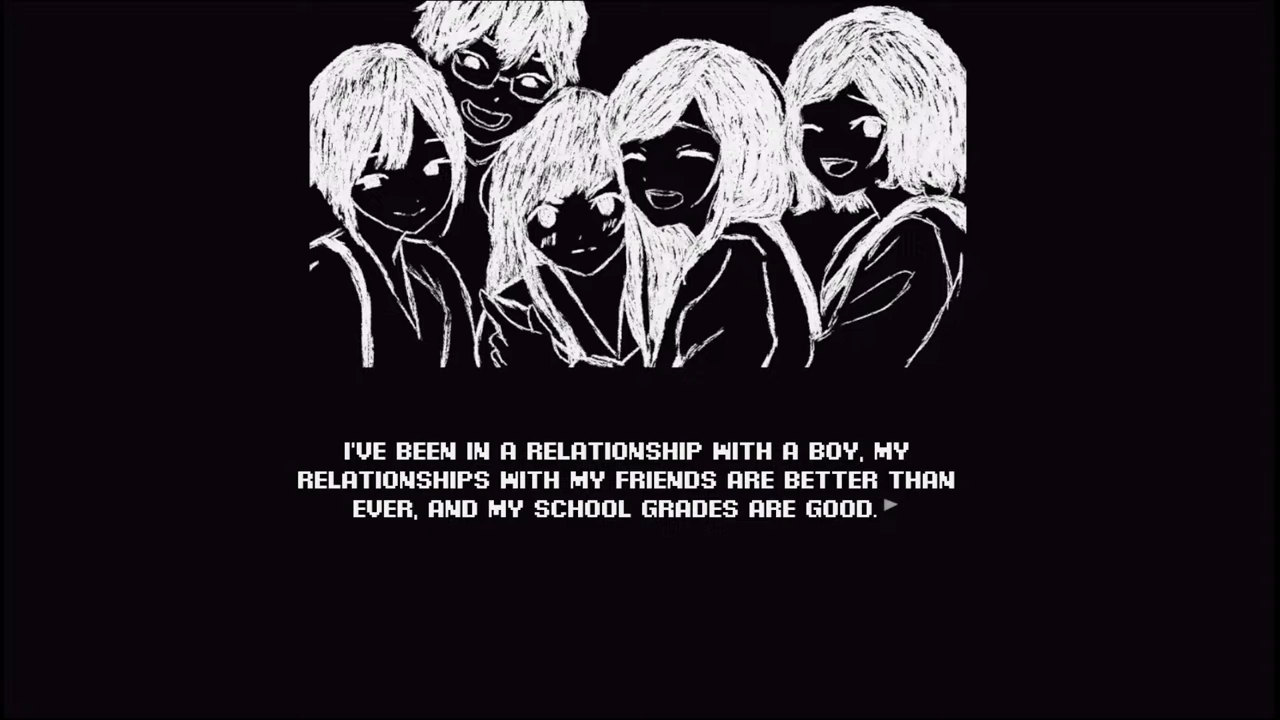 I'VE BEEN IN A RELATIONSHIP WITH A BOY, MY
RELATIONSHIPS WITH MY FRIENDS ARE BETTER THAN
EVER, AND MY SCHOOL GRADES ARE GOOD.